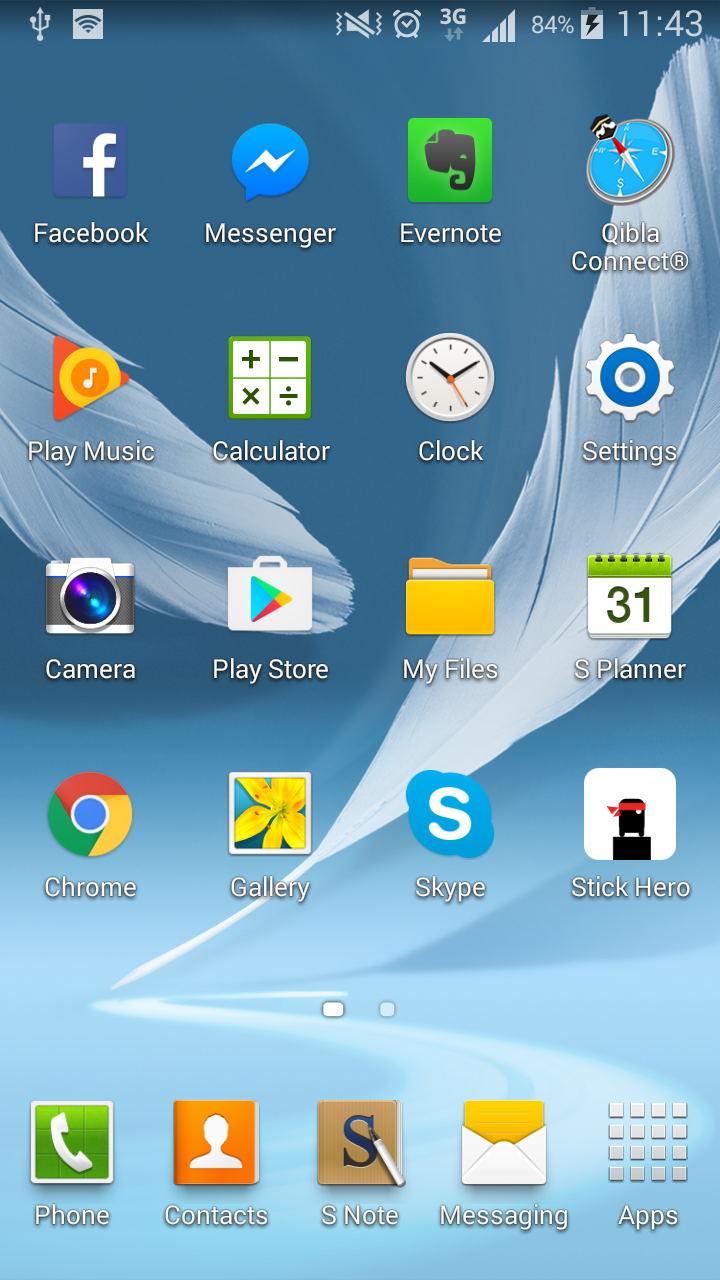 3G 84% 11:43
Facebook Messenger Evernote Qibla Connect®
Play Music Calculator Clock Settings
31
Camera Play Store My Files S Planner
S
Chrome Gallery Skype Stick Hero
S
Phone Contacts S Note Messaging Apps